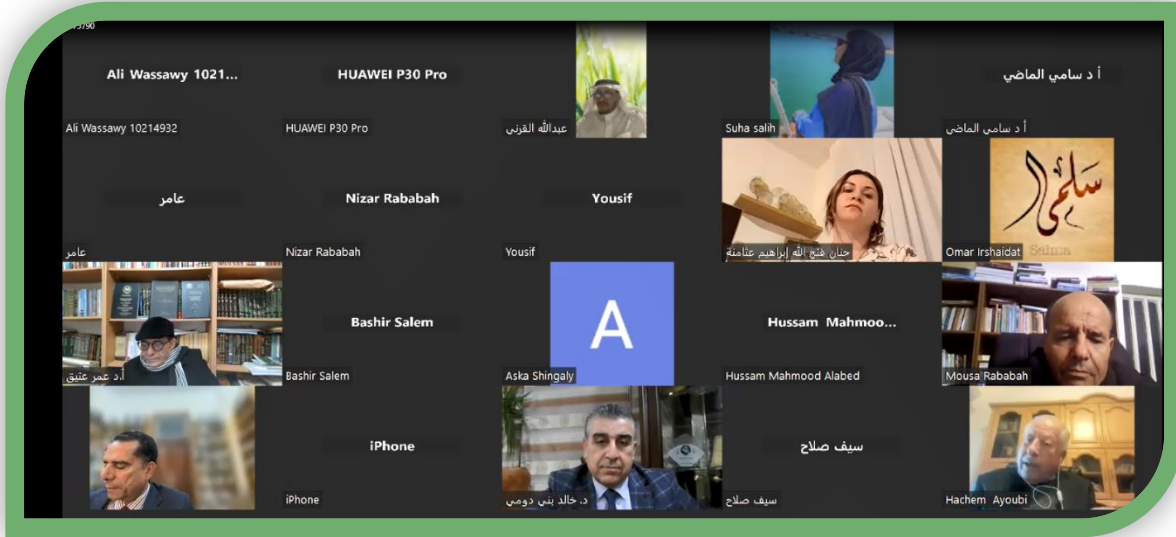 Ali Wassawy 1021...
HUAWEI P30 Pro
أ د سامي الماضي
Ali Wassawy 10214932
HUAWEI P30 Pro
عبدالله القرني
Suha salih
أ د سامي الماضي
عامر
Nizar Rababah
Yousif
سلمى
Salma
عامر
Nizar Rababah
Yousif
حنان فتح الله إبراهيم عثامنة
Omar Irshaidat
Bashir Salem
A
Hussam Mahmoo...
أ.د عمر عتيق
Bashir Salem
Aska Shingaly
Hussam Mahmood Alabed
Mousa Rababah
iPhone
سيف صلاح
iPhone
د. خالد بني دومي
سيف صلاح
Hachem Ayoubi